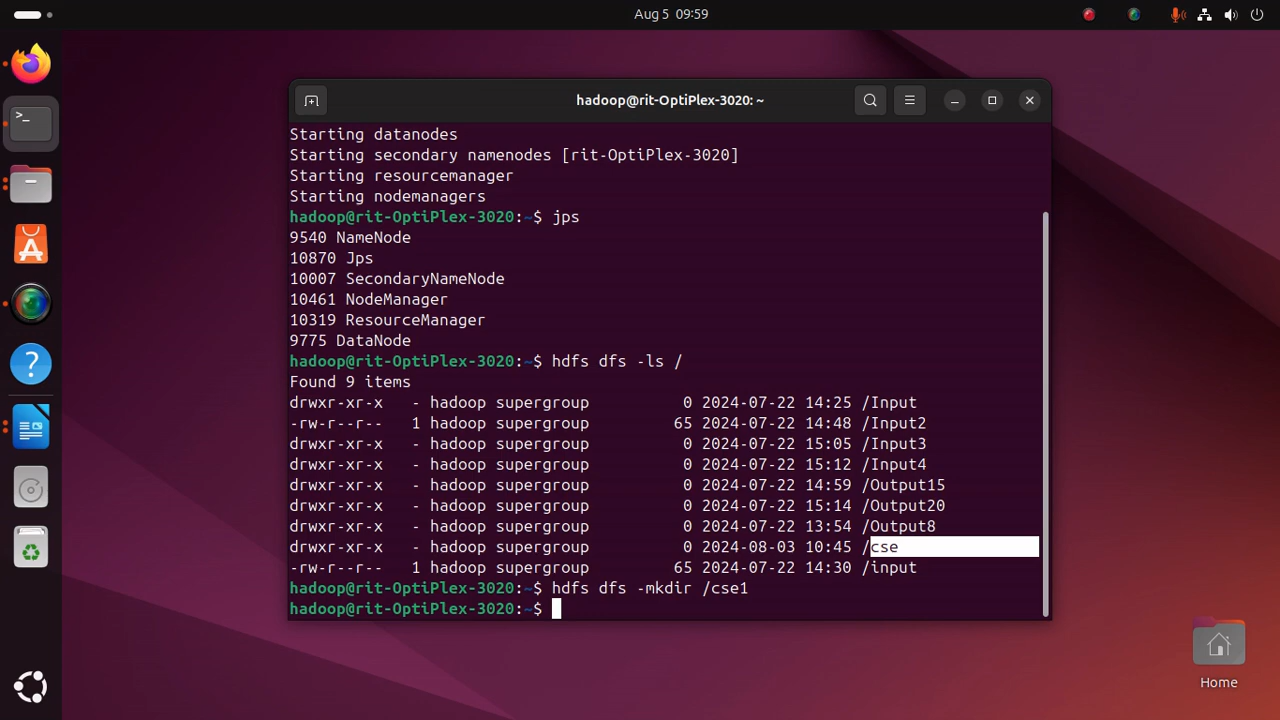 Aug 5 09:59
hadoop@rit-OptiPlex-3020: ~
Starting datanodes
Starting secondary namenodes [rit-OptiPlex-3020]
Starting resourcemanager
Starting nodemanagers
hadoop@rit-OptiPlex-3020:~$ jps
9540 NameNode
10870 Jps
10007 SecondaryNameNode
10461 NodeManager
10319 ResourceManager
9775 DataNode
hadoop@rit-OptiPlex-3020:~$ hdfs dfs -ls /
Found 9 items
drwxr-xr-x   - hadoop supergroup          0 2024-07-22 14:25 /Input
-rw-r--r--   1 hadoop supergroup         65 2024-07-22 14:48 /Input2
drwxr-xr-x   - hadoop supergroup          0 2024-07-22 15:05 /Input3
drwxr-xr-x   - hadoop supergroup          0 2024-07-22 15:12 /Input4
drwxr-xr-x   - hadoop supergroup          0 2024-07-22 14:59 /Output15
drwxr-xr-x   - hadoop supergroup          0 2024-07-22 15:14 /Output20
drwxr-xr-x   - hadoop supergroup          0 2024-07-22 13:54 /Output8
drwxr-xr-x   - hadoop supergroup          0 2024-08-03 10:45 /cse
-rw-r--r--   1 hadoop supergroup         65 2024-07-22 14:30 /input
hadoop@rit-OptiPlex-3020:~$ hdfs dfs -mkdir /cse1
hadoop@rit-OptiPlex-3020:~$
Home